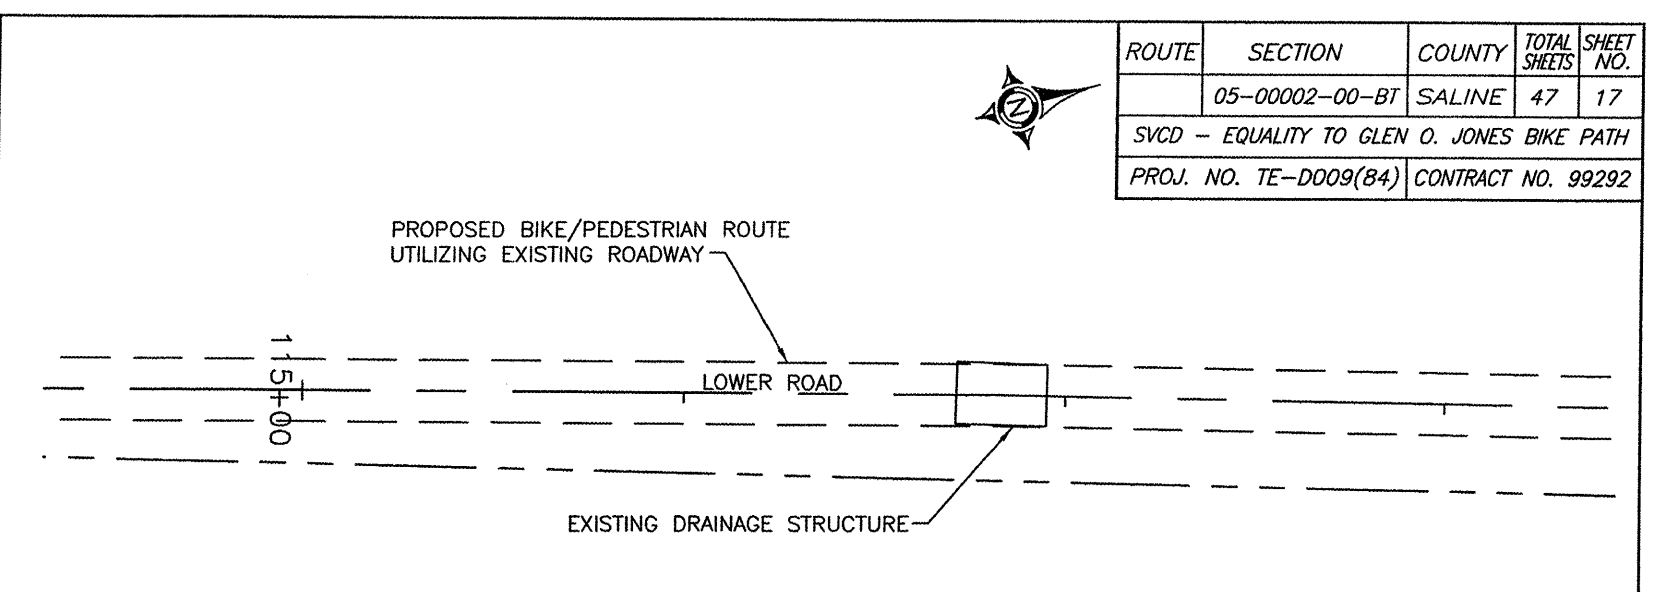 ROUTE SECTION COUNTY TOTAL SHEETS SHEET NO.
05-00002-00-BT SALINE 47 17
SVCD - EQUALITY TO GLEN O. JONES BIKE PATH
PROJ. NO. TE-D009(84) CONTRACT NO. 99292
N
PROPOSED BIKE/PEDESTRIAN ROUTE
UTILIZING EXISTING ROADWAY
115+00
LOWER ROAD
EXISTING DRAINAGE STRUCTURE